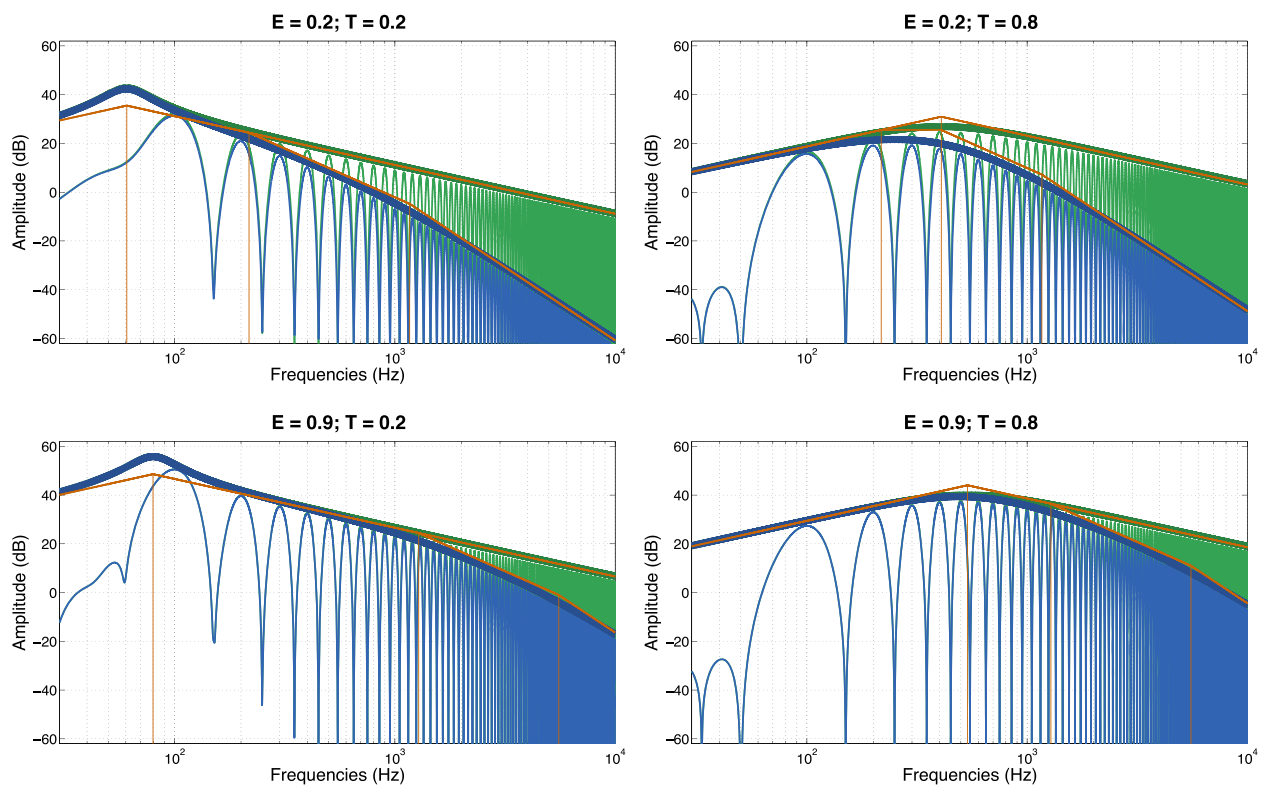 E = 0.2; T = 0.2
60
40
20
0
−20
−40
−60
Amplitude (dB)
10² 10³ 10⁴
Frequencies (Hz)
E = 0.2; T = 0.8
60
40
20
0
−20
−40
−60
Amplitude (dB)
10² 10³ 10⁴
Frequencies (Hz)
E = 0.9; T = 0.2
60
40
20
0
−20
−40
−60
Amplitude (dB)
10² 10³ 10⁴
Frequencies (Hz)
E = 0.9; T = 0.8
60
40
20
0
−20
−40
−60
Amplitude (dB)
10² 10³ 10⁴
Frequencies (Hz)